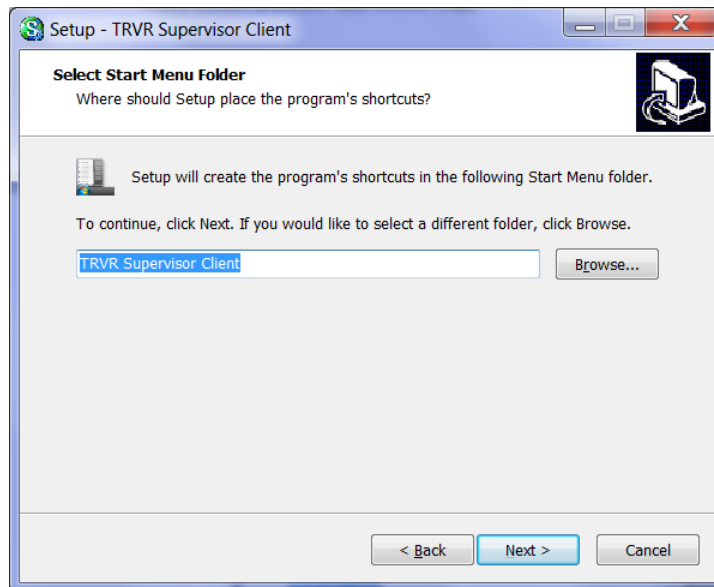 Setup - TRVR Supervisor Client
Select Start Menu Folder
Where should Setup place the program's shortcuts?
Setup will create the program's shortcuts in the following Start Menu folder.
To continue, click Next. If you would like to select a different folder, click Browse.
TRVR Supervisor Client
Browse...
< Back
Next >
Cancel